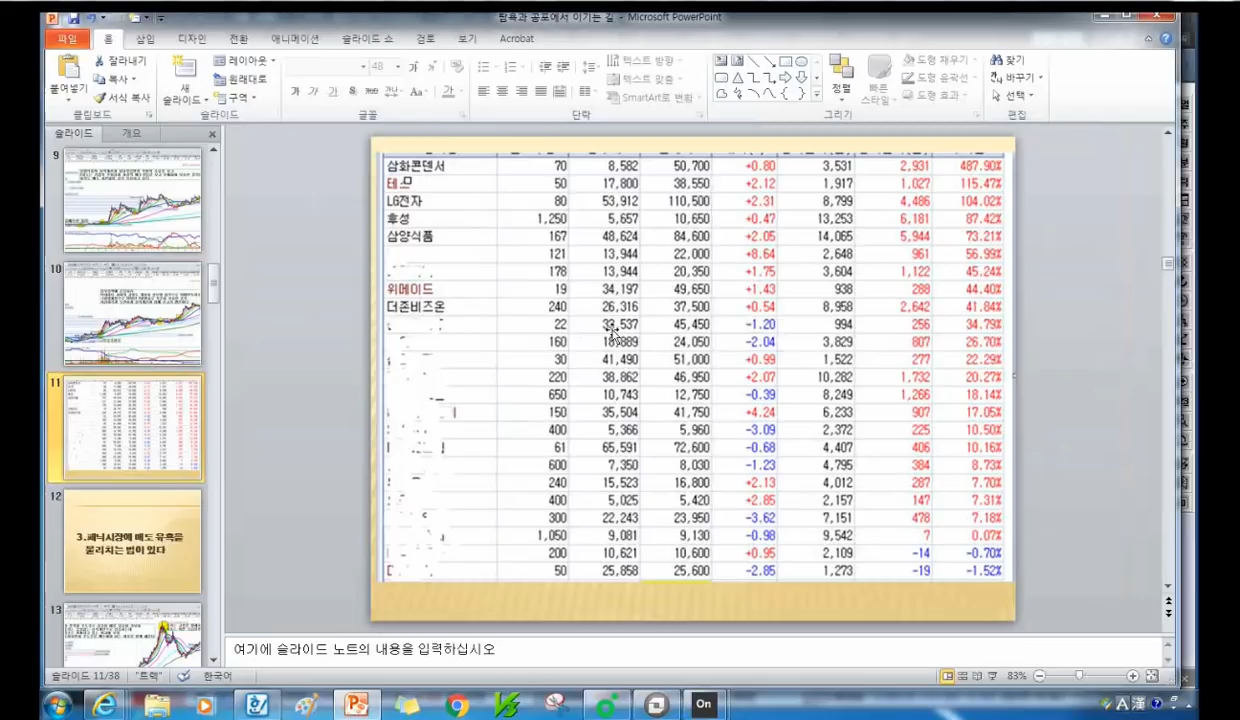 탐욕과 공포에서 이기는 길 - Microsoft PowerPoint
파일 홈 삽입 디자인 전환 애니메이션 슬라이드 쇼 검토 보기 Acrobat
붙여넣기 잘라내기 복사 서식 복사
클립보드
새 슬라이드 레이아웃 원래대로 구역
슬라이드
48
글꼴
텍스트 방향 텍스트 맞춤 SmartArt로 변환
단락
정렬 빠른 스타일 도형 채우기 도형 윤곽선 도형 효과
그리기
찾기 바꾸기 선택
편집
슬라이드 개요
9
10
11
12
3.패닉시장에 매도 유혹을
물리치는 법이 있다
13
삼화콘덴서 70 8,582 50,700 +0.80 3,531 2,931 487.90%
테스 50 17,800 38,550 +2.12 1,917 1,027 115.47%
LG전자 80 53,912 110,500 +2.31 8,799 4,486 104.02%
후성 1,250 5,657 10,650 +0.47 13,253 6,181 87.42%
삼양식품 167 48,624 84,600 +2.05 14,065 5,944 73.21%
121 13,944 22,000 +8.64 2,648 961 56.99%
178 13,944 20,350 +1.75 3,604 1,122 45.24%
위메이드 19 34,197 49,650 +1.43 938 288 44.40%
더존비즈온 240 26,316 37,500 +0.54 8,958 2,642 41.84%
22 33,537 45,450 -1.20 994 256 34.79%
160 24,050 -2.04 3,829 807 26.70%
30 41,490 51,000 +0.99 1,522 277 22.29%
220 38,862 46,950 +2.07 10,282 1,732 20.27%
650 10,743 12,750 -0.39 8,249 1,266 18.14%
150 35,504 41,750 +4.24 6,233 907 17.05%
400 5,366 5,960 -3.09 2,372 225 10.50%
61 65,591 72,600 -0.68 4,407 406 10.16%
600 7,350 8,030 -1.23 4,795 384 8.73%
240 15,523 16,800 +2.13 4,012 287 7.70%
400 5,025 5,420 +2.85 2,157 147 7.31%
300 22,243 23,950 -3.62 7,151 478 7.18%
1,050 9,081 9,130 -0.98 9,542 7 0.07%
200 10,621 10,600 +0.95 2,109 -14 -0.70%
50 25,858 25,600 -2.85 1,273 -19 -1.52%
여기에 슬라이드 노트의 내용을 입력하십시오
슬라이드 11/38 "트랙" 한국어 83%
On A 漢